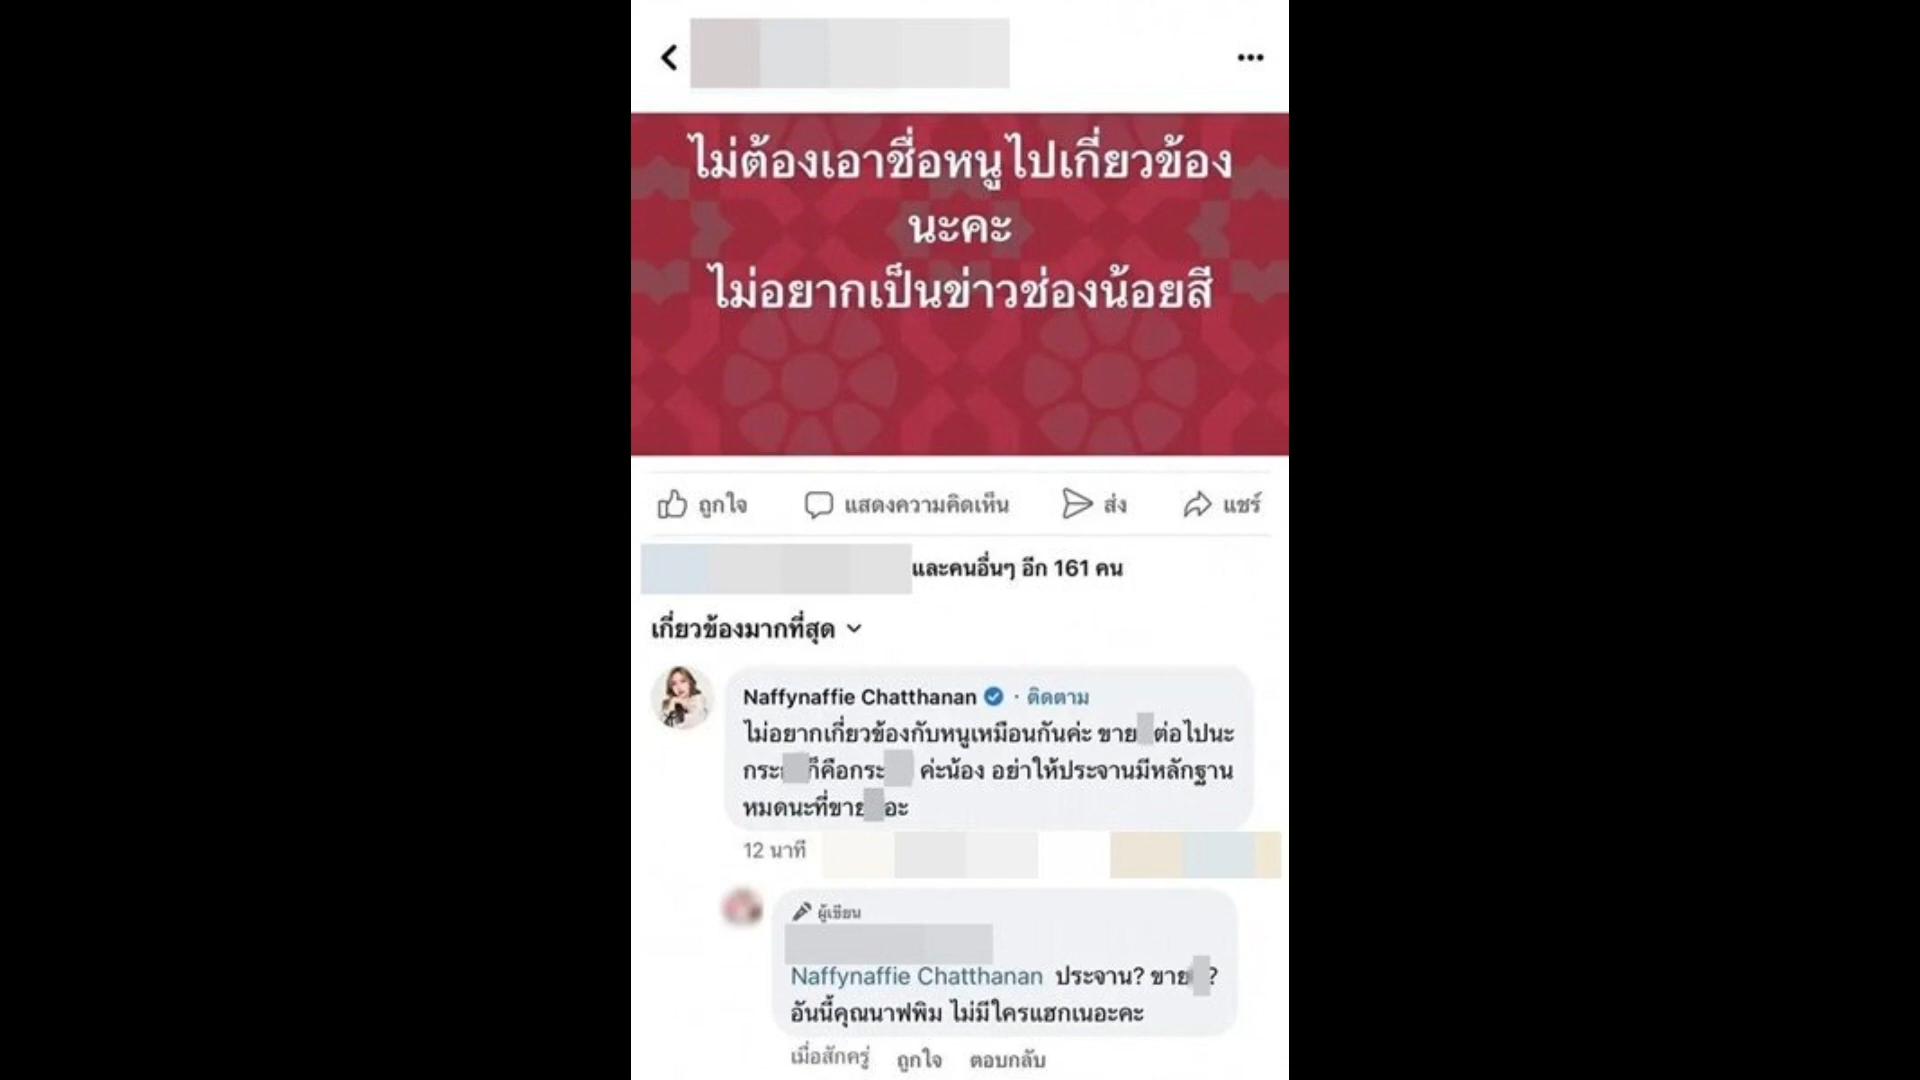 ไม่ต้องเอาชื่อหนูไปเกี่ยวข้อง
นะคะ
ไม่อยากเป็นข่าวช่องน้อยสี
ถูกใจ แสดงความคิดเห็น ส่ง แชร์
และคนอื่นๆ อีก 161 คน
เกี่ยวข้องมากที่สุด
Naffynaffie Chatthanan · ติดตาม
ไม่อยากเกี่ยวข้องกับหนูเหมือนกันค่ะ ขาย ต่อไปนะ
กระ ก็คือกระ ค่ะน้อง อย่าให้ประจานมีหลักฐาน
หมดนะที่ขาย อะ
12 นาที
ผู้เขียน
Naffynaffie Chatthanan ประจาน? ขาย ?
อันนี้คุณนาฟพิม ไม่มีใครแฮกเนอะคะ
เมื่อสักครู่ ถูกใจ ตอบกลับ